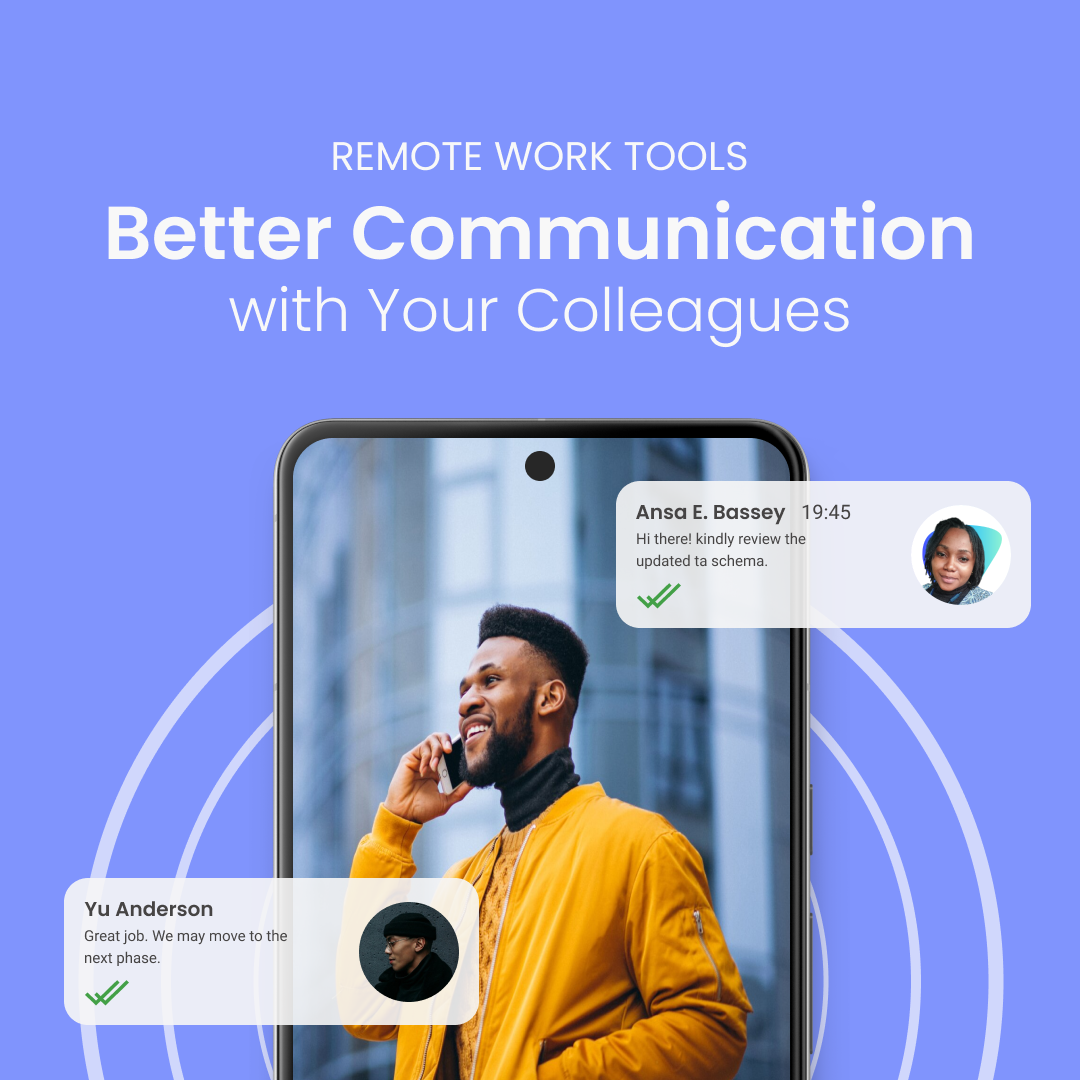 REMOTE WORK TOOLS
Better Communication
with Your Colleagues
Ansa E. Bassey 19:45
Hi there! kindly review the
updated ta schema.
Yu Anderson
Great job. We may move to the
next phase.